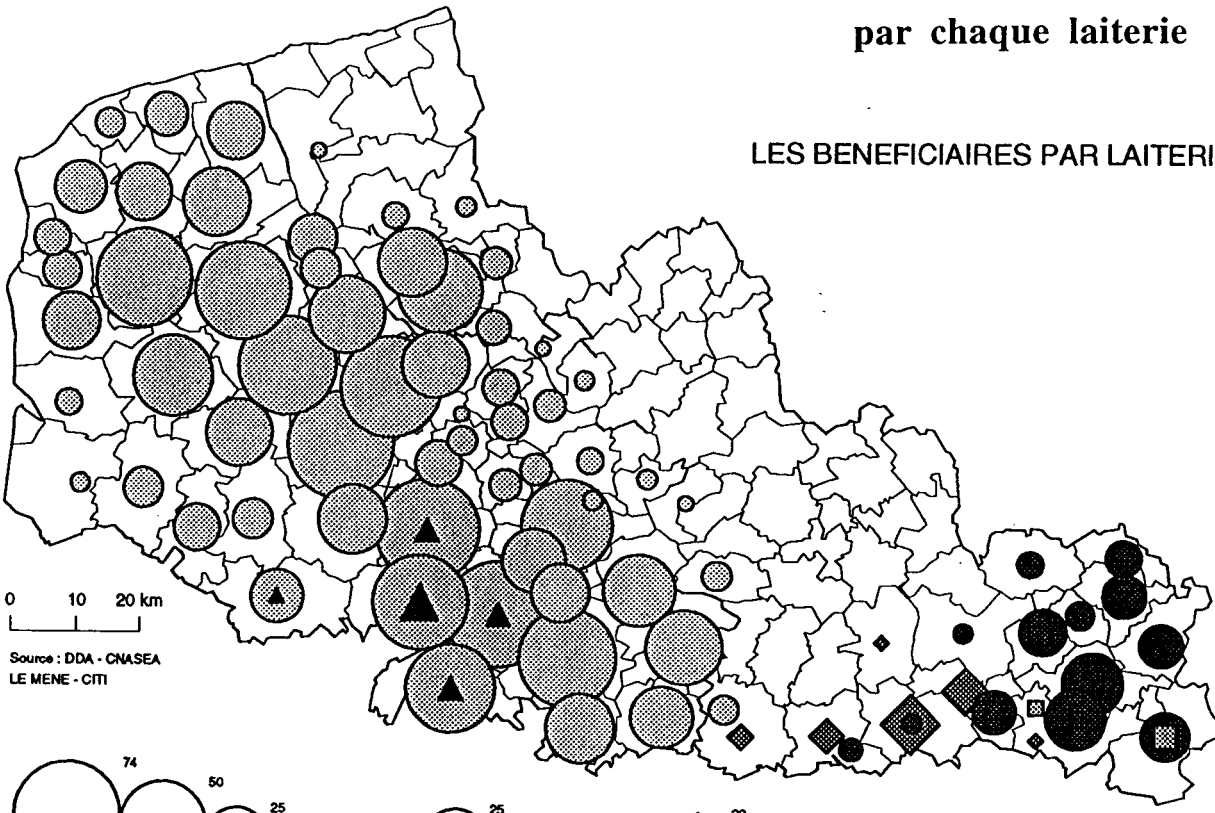 par chaque laiterie
LES BENEFICIAIRES PAR LAITERI
0 10 20 km
Source : DDA - CNASEA
LE MENE - CITI
74
50
25
25